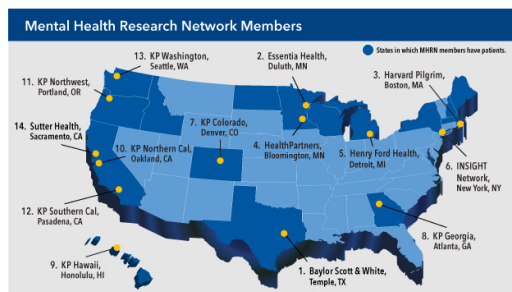 Mental Health Research Network Members
States in which MHRN members have patients.
13. KP Washington,
Seattle, WA
2. Essentia Health,
Duluth, MN
3. Harvard Pilgrim,
Boston, MA
11. KP Northwest,
Portland, OR
7. KP Colorado,
Denver, CO
14. Sutter Health,
Sacramento, CA
10. KP Northern Cal,
Oakland, CA
4. HealthPartners,
Bloomington, MN
5. Henry Ford Health,
Detroit, MI
6. INSIGHT
Network,
New York, NY
12. KP Southern Cal,
Pasadena, CA
8. KP Georgia,
Atlanta, GA
9. KP Hawaii,
Honolulu, HI
1. Baylor Scott & White,
Temple, TX